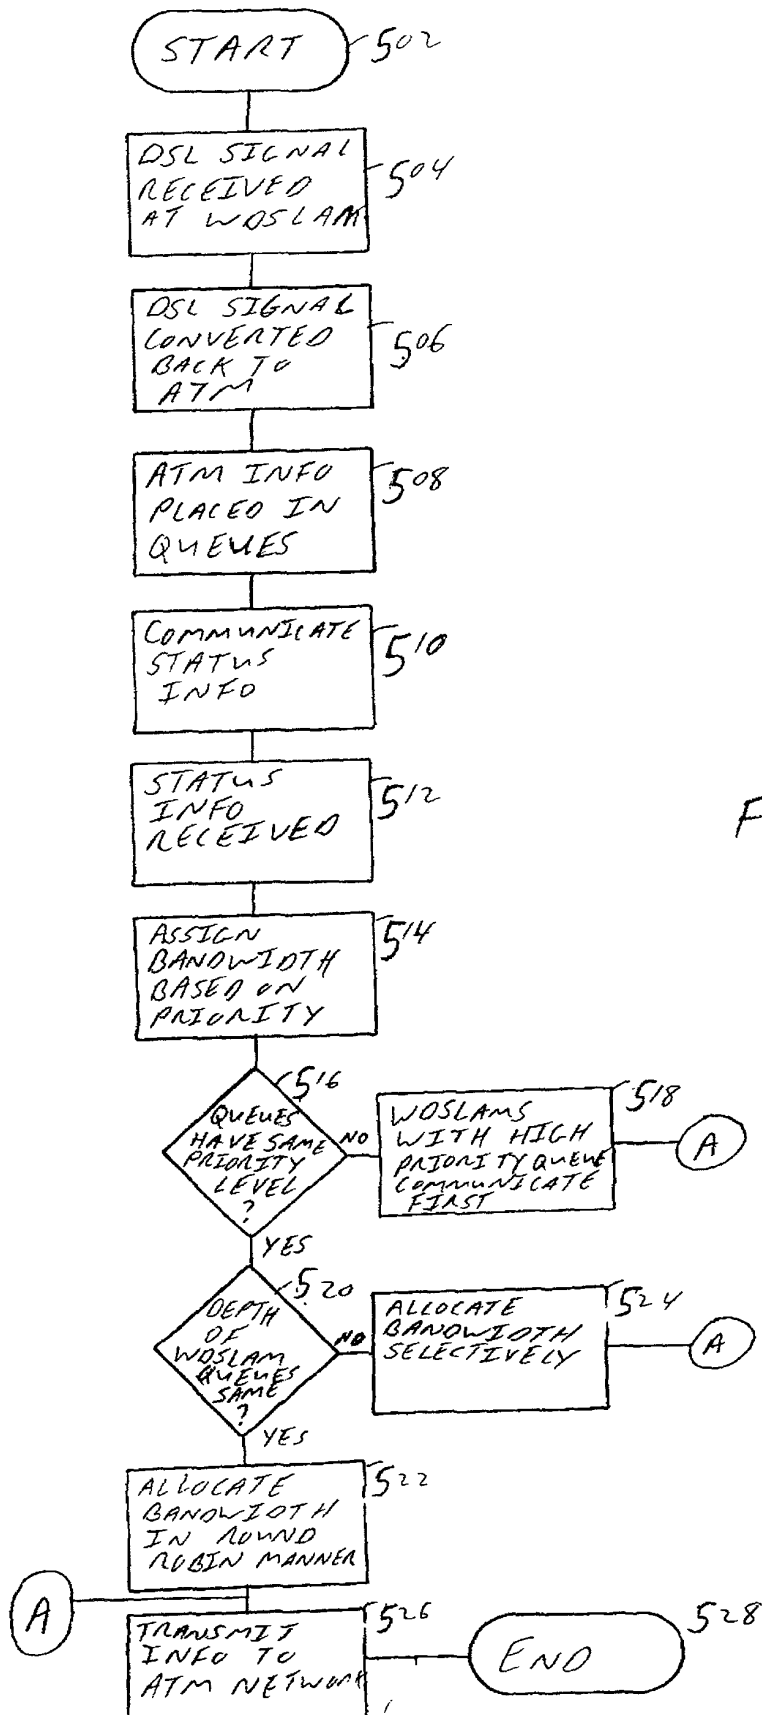 START
502
DSL SIGNAL
RECEIVED
AT WDSLAM
504
DSL SIGNAL
CONVERTED
BACK TO
ATM
506
ATM INFO
PLACED IN
QUEUES
508
COMMUNICATE
STATUS
INFO
510
STATUS
INFO
RECEIVED
512
F
ASSIGN
BANDWIDTH
BASED ON
PRIORITY
514
516
QUEUES
HAVE SAME
PRIORITY
LEVEL
?
NO
WDSLAMS
WITH HIGH
PRIORITY QUEUE
COMMUNICATE
FIRST
518
A
YES
520
DEPTH
OF
WDSLAM
QUEUES
SAME
?
NO
ALLOCATE
BANDWIDTH
SELECTIVELY
524
A
YES
ALLOCATE
BANDWIDTH
IN ROUND
ROBIN MANNER
522
A
TRANSMIT
INFO TO
ATM NETWORK
526
END
528